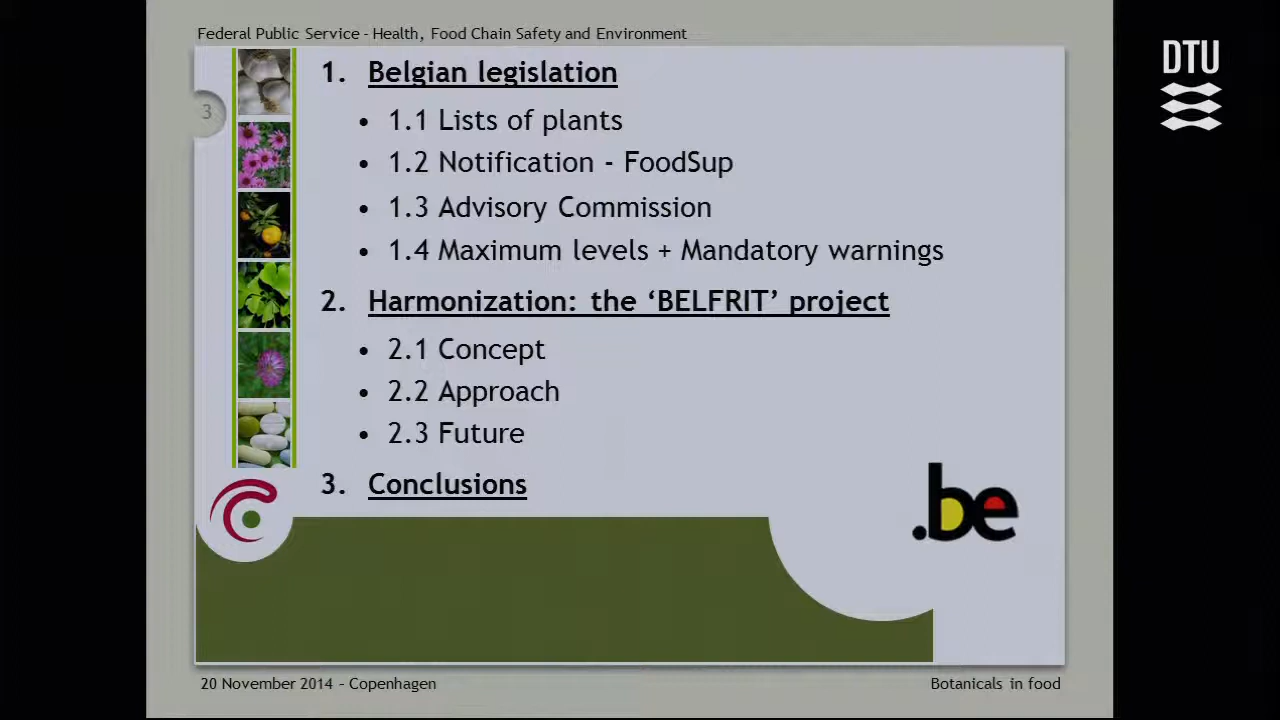 Federal Public Service - Health, Food Chain Safety and Environment
DTU
3
1. Belgian legislation
• 1.1 Lists of plants
• 1.2 Notification - FoodSup
• 1.3 Advisory Commission
• 1.4 Maximum levels + Mandatory warnings
2. Harmonization: the ‘BELFRIT’ project
• 2.1 Concept
• 2.2 Approach
• 2.3 Future
3. Conclusions
.be
20 November 2014 – Copenhagen
Botanicals in food